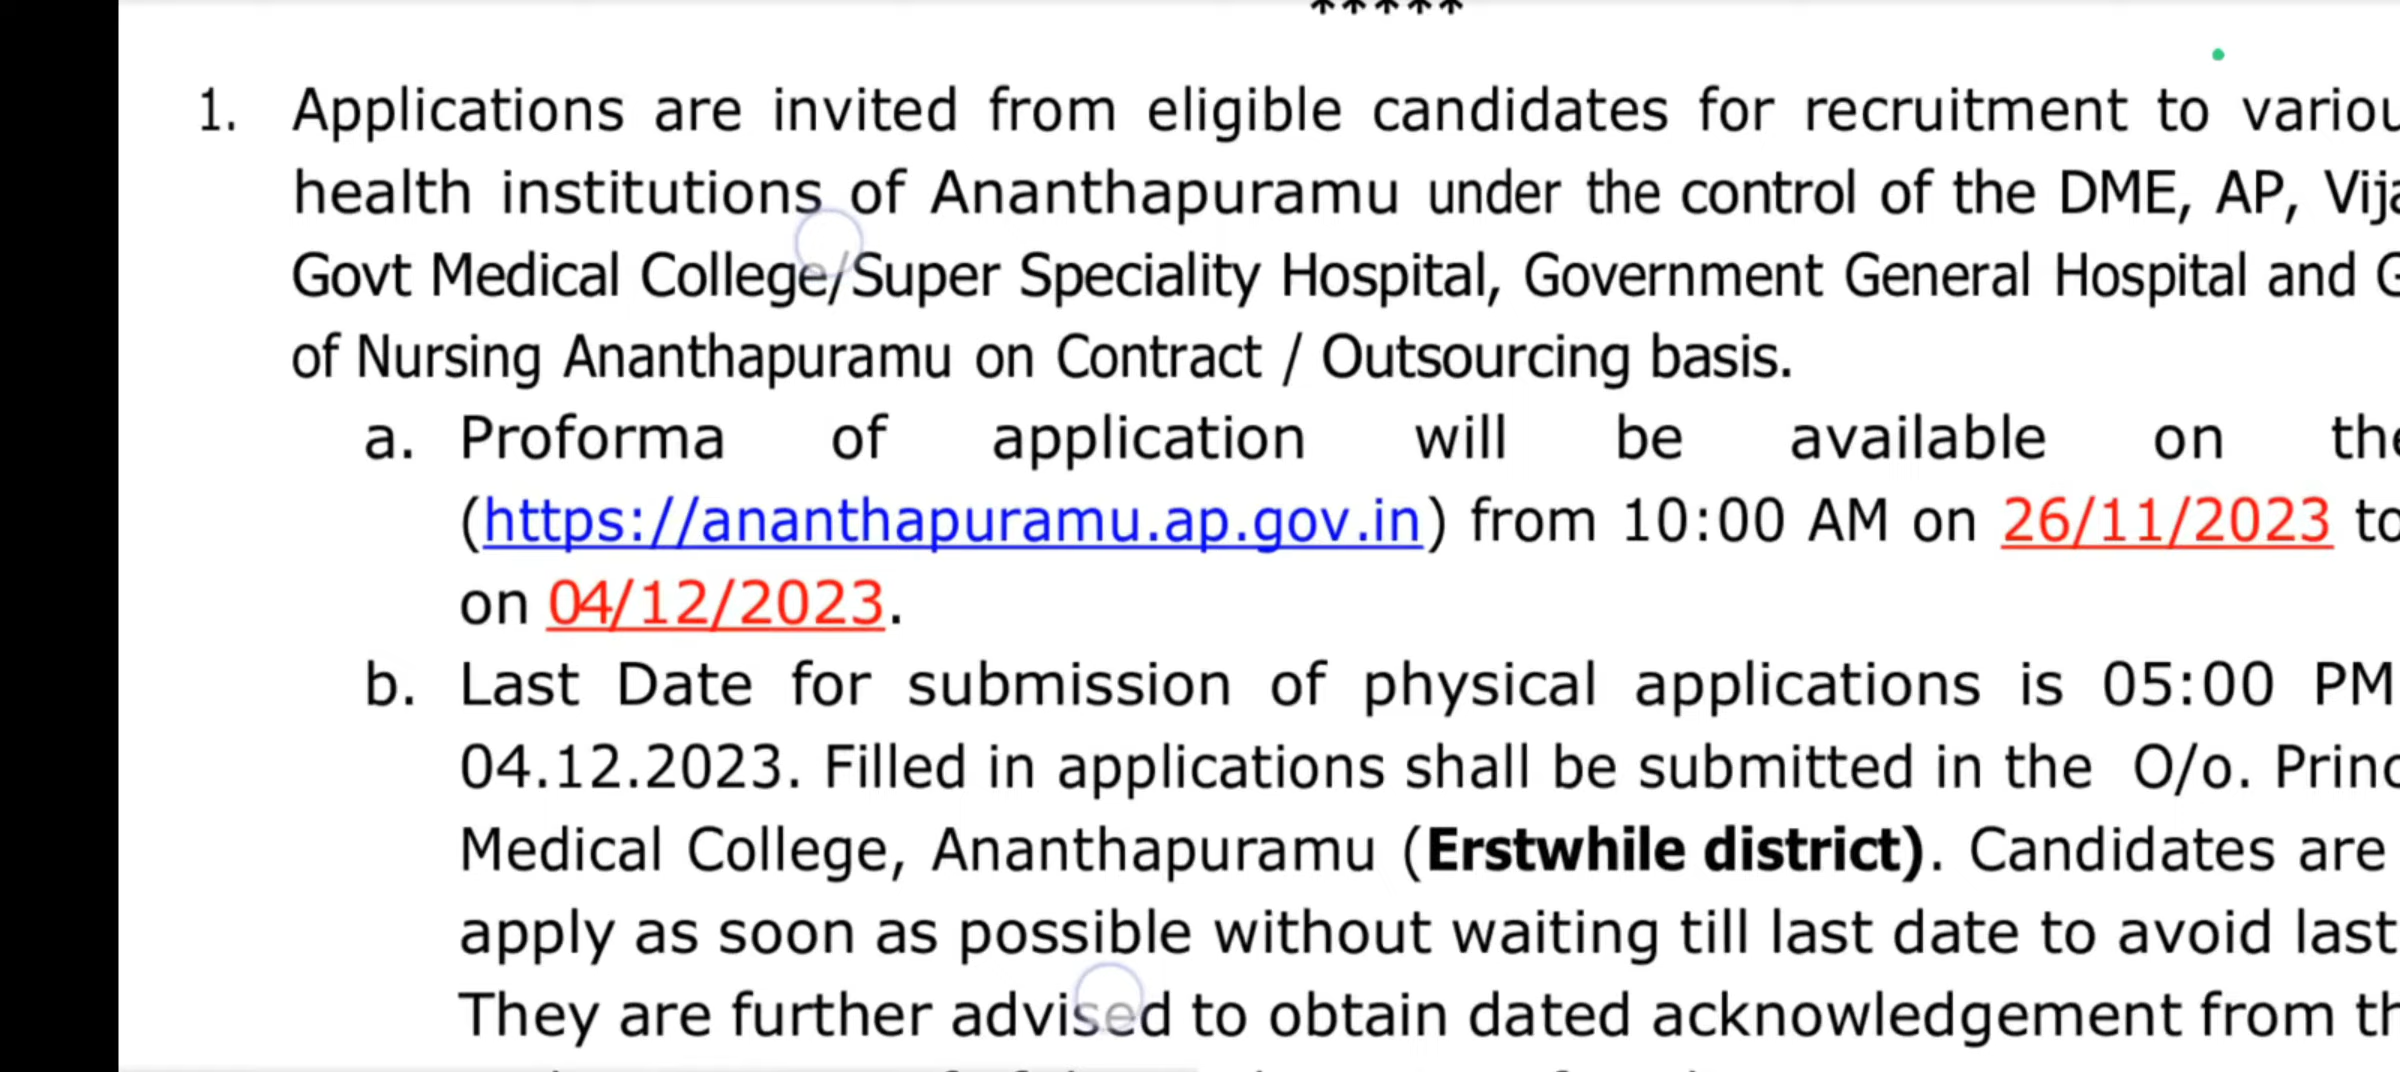 *****
1. Applications are invited from eligible candidates for recruitment to
health institutions of Ananthapuramu under the control of the DME, AP,
Govt Medical College/Super Speciality Hospital, Government General Hospital and
of Nursing Ananthapuramu on Contract / Outsourcing basis.
a. Proforma of application will be available on
(https://ananthapuramu.ap.gov.in) from 10:00 AM on 26/11/2023 to
on 04/12/2023.
b. Last Date for submission of physical applications is 05:00 PM
04.12.2023. Filled in applications shall be submitted in the O/o.
Medical College, Ananthapuramu (Erstwhile district). Candidates are
apply as soon as possible without waiting till last date to avoid last
They are further advised to obtain dated acknowledgement from